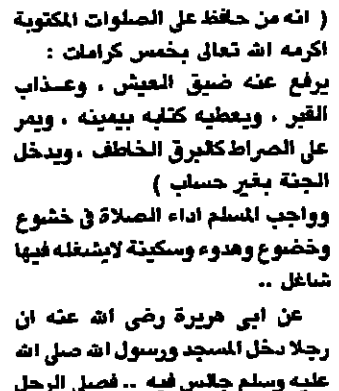 ( انه من حافظ على الصلوات المكتوبة
اكرمه الله تعالى بخمس كرامات :
يرفع عنه ضيق العيش ، وعذاب
القبر ، ويعطيه كتابه بيمينه ، ويمر
على الصراط كالبرق الخاطف ، ويدخل
الجنة بغير حساب )
وواجب المسلم اداء الصلاة في خشوع
وخضوع وهدوء وسكينة لايشغله فيها
شاغل ..
عن ابى هريرة رضى الله عنه ان
رجلا دخل المسجد ورسول الله صلى الله
عليه وسلم جالس فيه .. فصلى الرجل